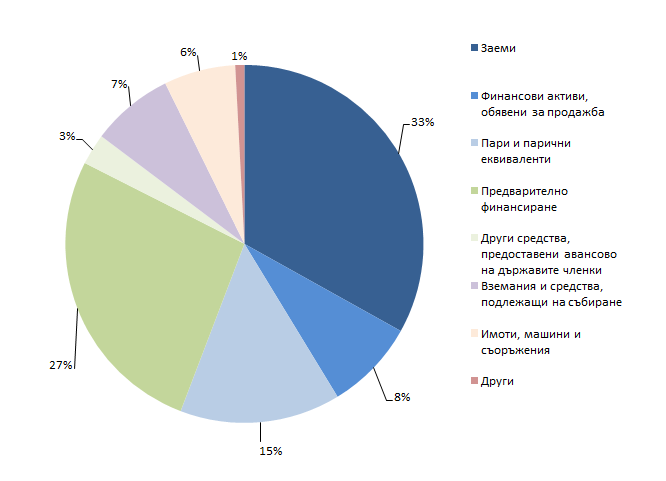 6%
1%
7%
3%
33%
27%
8%
15%
Заеми
Финансови активи,
обявени за продажба
Пари и парични
еквиваленти
Предварително
финансиране
Други средства,
предоставени авансово
на държавите членки
Вземания и средства,
подлежащи на събиране
Имоти, машини и
съоръжения
Други